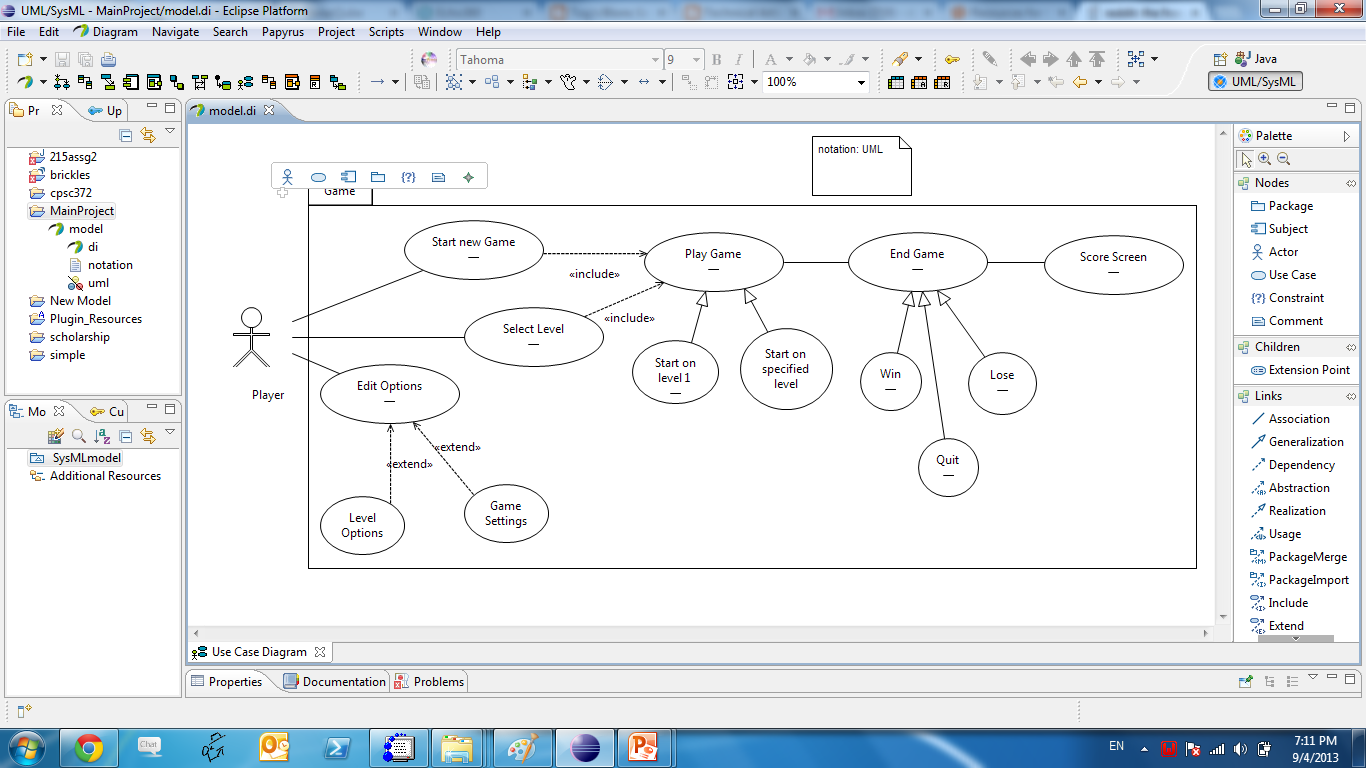 UML/SysML - MainProject/model.di - Eclipse Platform
File Edit Diagram Navigate Search Papyrus Project Scripts Window Help
Tahoma 9 B I A
Java
100%
UML/SysML
Pr Up
model.di
215assg2
brickles
cpsc372
MainProject
model
di
notation
uml
New Model
Plugin_Resources
scholarship
simple
Mo Cu
SysMLmodel
Additional Resources
notation: UML
Game
Start new Game
Play Game
End Game
Score Screen
«include»
«include»
Select Level
Start on
level 1
Start on
specified
level
Win
Lose
Quit
Player
Edit Options
«extend»
«extend»
Level
Options
Game
Settings
Palette
Nodes
Package
Subject
Actor
Use Case
Constraint
Comment
Children
Extension Point
Links
Association
Generalization
Dependency
Abstraction
Realization
Usage
PackageMerge
PackageImport
Include
Extend
Use Case Diagram
Properties Documentation Problems
Chat
EN
7:11 PM
9/4/2013